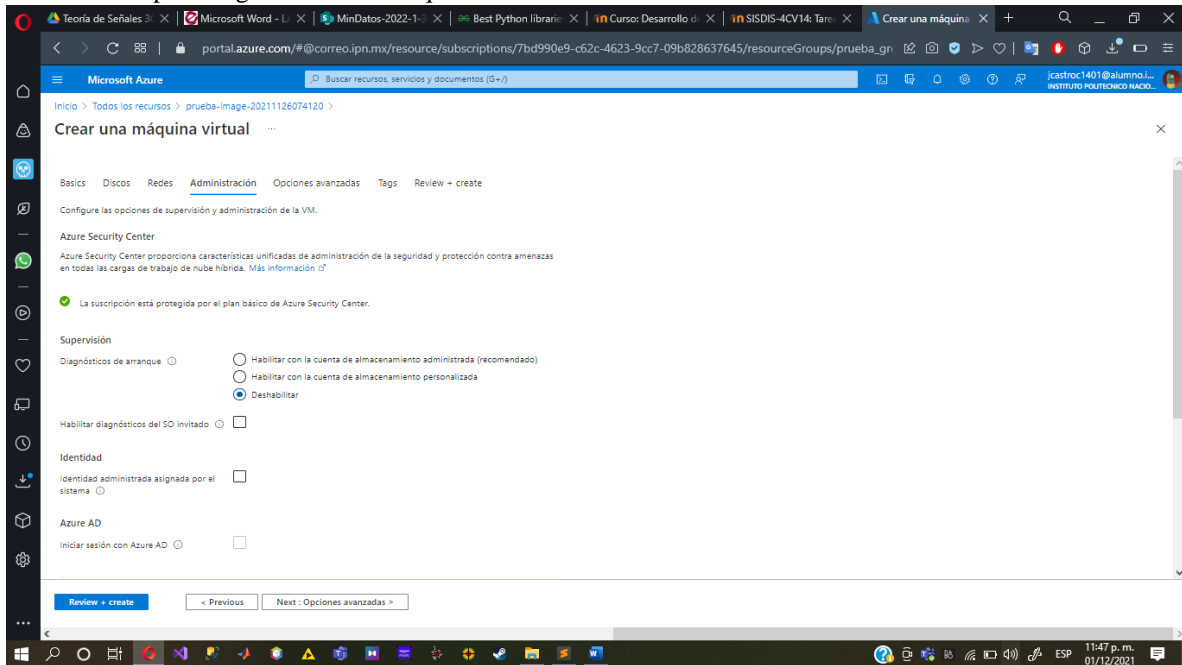 Teoría de Señales 3
Microsoft Word - L
MinDatos-2022-1-3
Best Python librarie
Curso: Desarrollo d
SISDIS-4CV14: Tare
Crear una máquina
portal.azure.com/#@correo.ipn.mx/resource/subscriptions/7bd990e9-c62c-4623-9cc7-09b828637645/resourceGroups/prueba_gr
Microsoft Azure
Buscar recursos, servicios y documentos (G+/)
jcastroc1401@alumno.i...
INSTITUTO POLITECNICO NACIO...
Inicio > Todos los recursos > prueba-image-20211126074120 >
Crear una máquina virtual ...
Basics Discos Redes Administración Opciones avanzadas Tags Review + create
Configure las opciones de supervisión y administración de la VM.
Azure Security Center
Azure Security Center proporciona características unificadas de administración de la seguridad y protección contra amenazas
en todas las cargas de trabajo de nube híbrida. Más información
La suscripción está protegida por el plan básico de Azure Security Center.
Supervisión
Diagnósticos de arranque
Habilitar con la cuenta de almacenamiento administrada (recomendado)
Habilitar con la cuenta de almacenamiento personalizada
Deshabilitar
Habilitar diagnósticos del SO invitado
Identidad
Identidad administrada asignada por el
sistema
Azure AD
Iniciar sesión con Azure AD
Review + create
< Previous
Next : Opciones avanzadas >
ESP
11:47 p. m.
01/12/2021